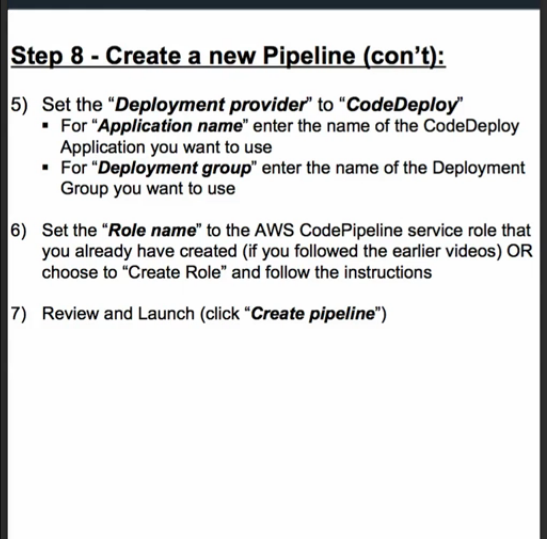 Step 8 - Create a new Pipeline (con’t):
5) Set the “Deployment provider” to “CodeDeploy”
▪ For “Application name” enter the name of the CodeDeploy
Application you want to use
▪ For “Deployment group” enter the name of the Deployment
Group you want to use
6) Set the “Role name” to the AWS CodePipeline service role that
you already have created (if you followed the earlier videos) OR
choose to “Create Role” and follow the instructions
7) Review and Launch (click “Create pipeline”)